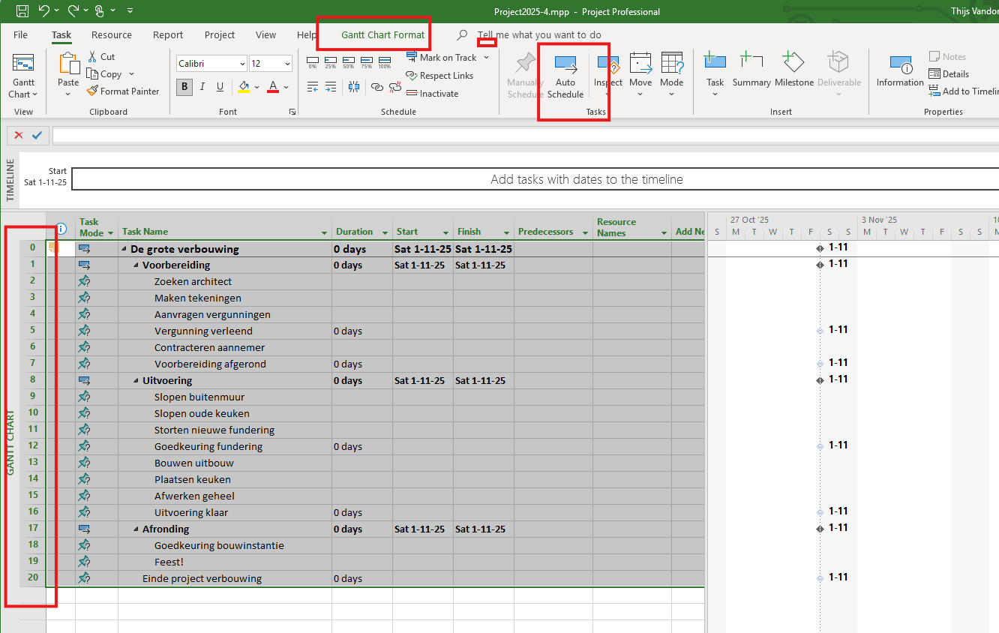 Project2025-4.mpp - Project Professional
Thijs Vandor
File Task Resource Report Project View Help Gantt Chart Format Tell me what you want to do
Gantt Chart
View
Paste
Cut
Copy
Format Painter
Clipboard
Calibri 12
B I U A
Font
0% 25% 50% 75% 100%
Mark on Track
Respect Links
Inactivate
Schedule
Manually Schedule
Auto Schedule
Inspect
Move
Mode
Tasks
Task
Summary
Milestone
Deliverable
Insert
Information
Notes
Details
Add to Timelin
Properties
TIMELINE
Start
Sat 1-11-25
Add tasks with dates to the timeline
GANTT CHART
Task Mode Task Name Duration Start Finish Predecessors Resource Names Add Ne
27 Oct '25 3 Nov '25 10
S M T W T F S S M T W T F S S M
0 De grote verbouwing 0 days Sat 1-11-25 Sat 1-11-25 1-11
1 Voorbereiding 0 days Sat 1-11-25 Sat 1-11-25 1-11
2 Zoeken architect
3 Maken tekeningen
4 Aanvragen vergunningen
5 Vergunning verleend 0 days 1-11
6 Contracteren aannemer
7 Voorbereiding afgerond 0 days 1-11
8 Uitvoering 0 days Sat 1-11-25 Sat 1-11-25 1-11
9 Slopen buitenmuur
10 Slopen oude keuken
11 Storten nieuwe fundering
12 Goedkeuring fundering 0 days 1-11
13 Bouwen uitbouw
14 Plaatsen keuken
15 Afwerken geheel
16 Uitvoering klaar 0 days 1-11
17 Afronding 0 days Sat 1-11-25 Sat 1-11-25 1-11
18 Goedkeuring bouwinstantie
19 Feest!
20 Einde project verbouwing 0 days 1-11